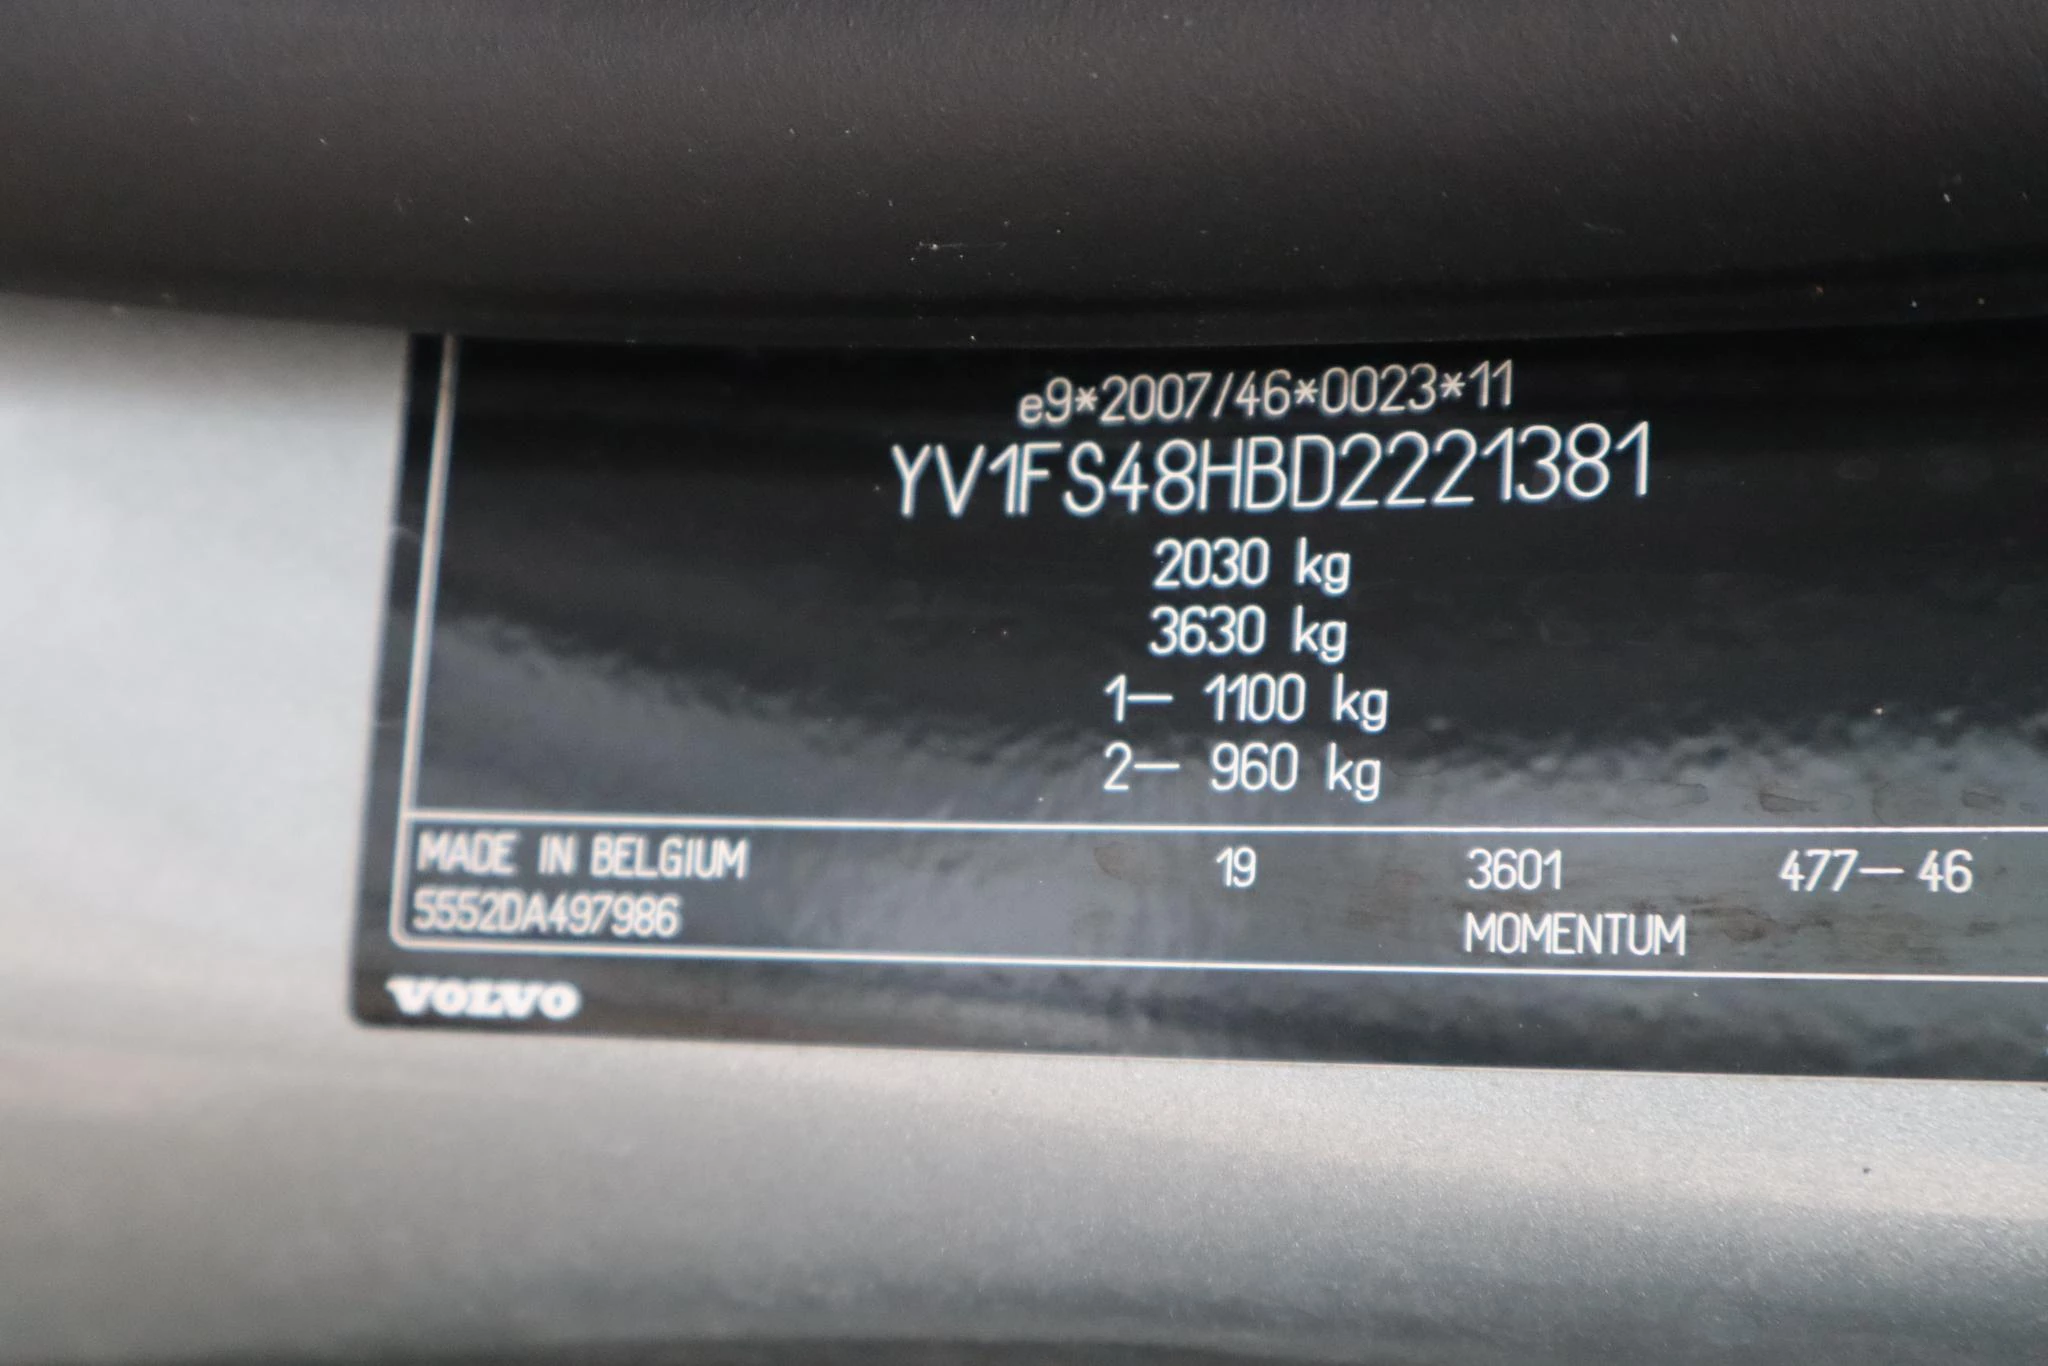 e9*2007/46*0023*11
YV1FS48HBD2221381
2030 kg
3630 kg
1— 1100 kg
2— 960 kg
MADE IN BELGIUM 19 3601 477—46
5552DA497986 MOMENTUM
VOLVO